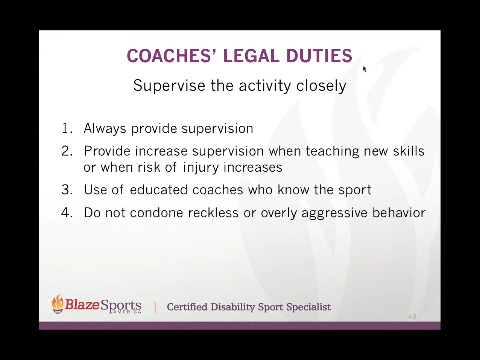 COACHES' LEGAL DUTIES
Supervise the activity closely
1. Always provide supervision
2. Provide increase supervision when teaching new skills
or when risk of injury increases
3. Use of educated coaches who know the sport
4. Do not condone reckless or overly aggressive behavior
BlazeSports
AMERICA
Certified Disability Sport Specialist
43